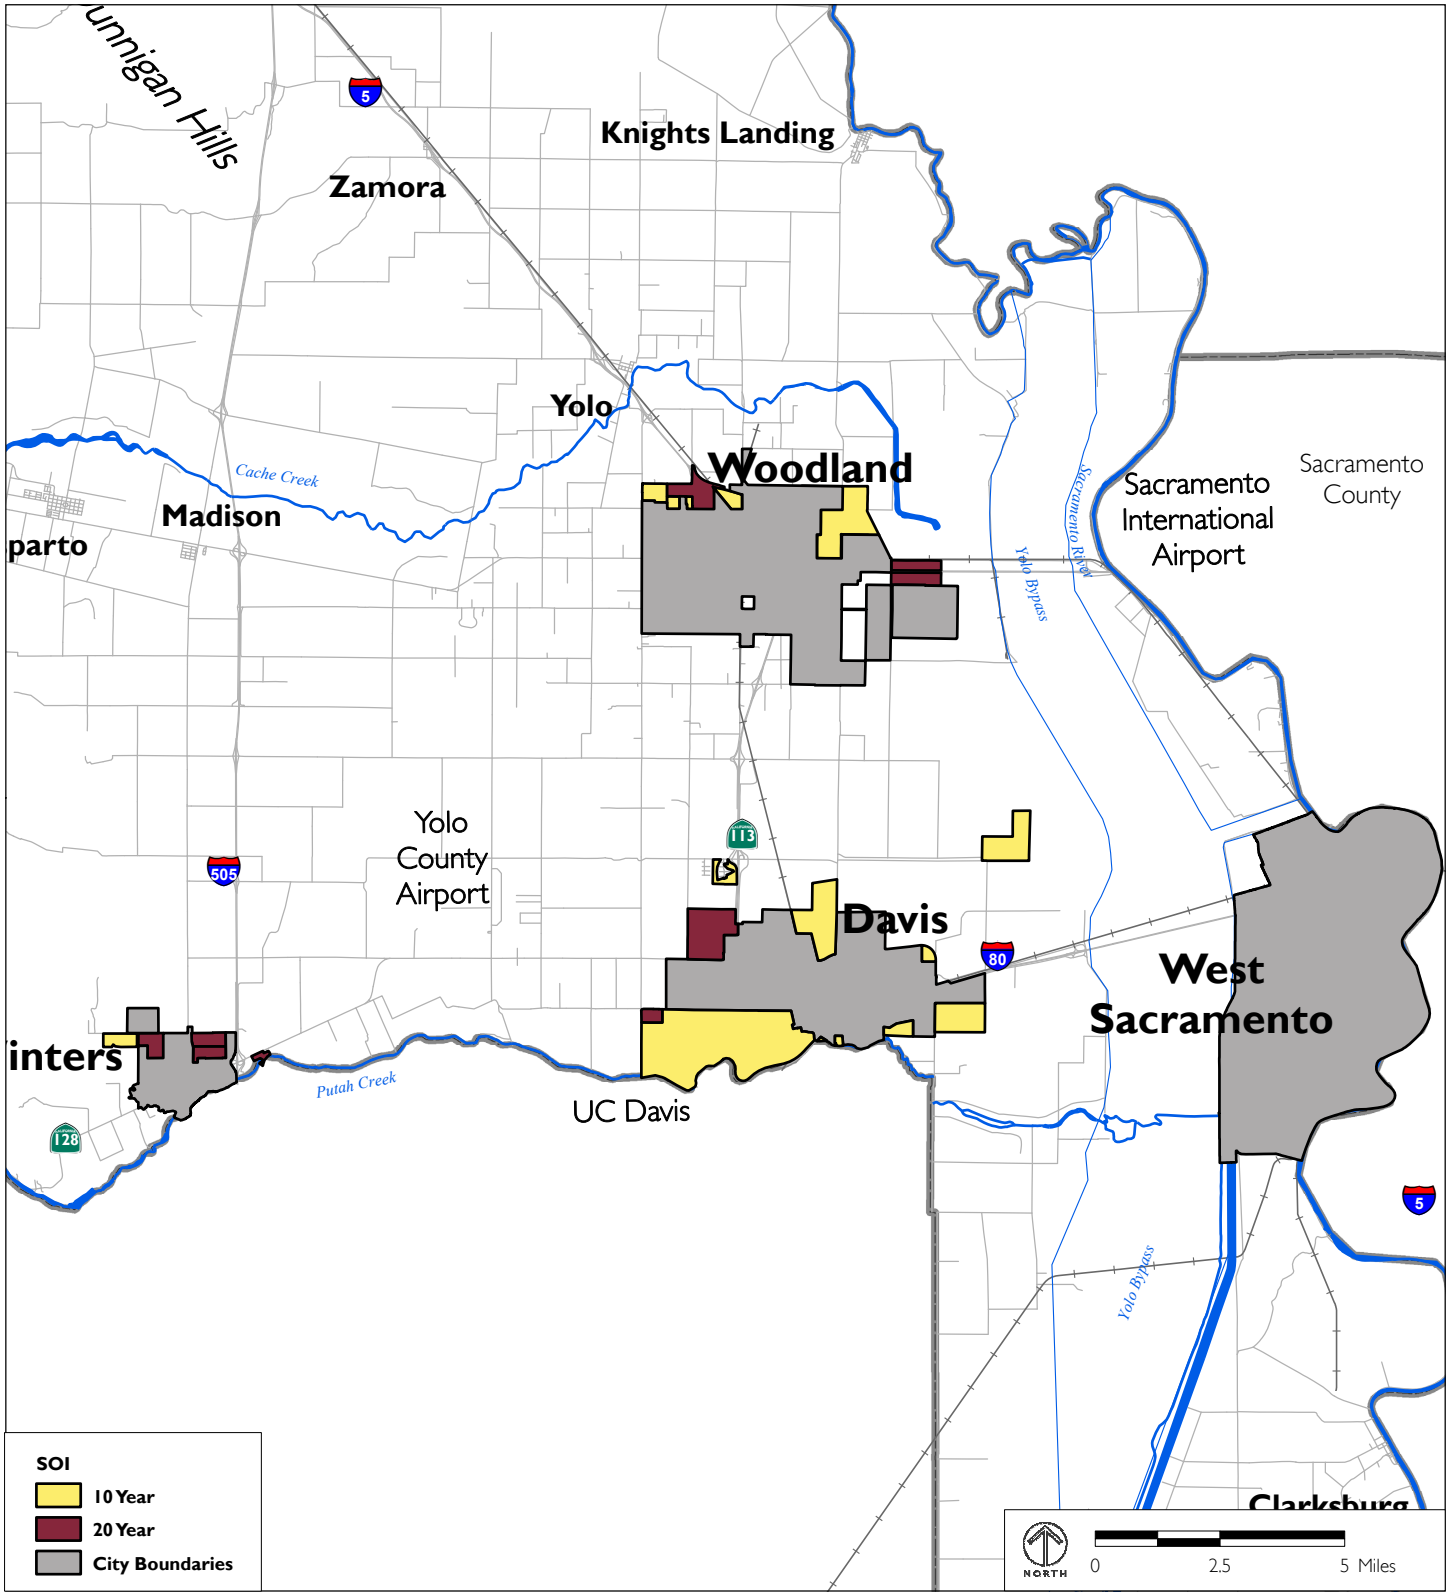 unnigan Hills
5
Knights Landing
Zamora
Yolo
Cache Creek
Woodland
Madison
parto
Sacramento
International
Airport
Sacramento
County
Sacramento River
Yolo Bypass
Yolo
County
Airport
CALIFORNIA
113
505
Davis
80
West
Sacramento
inters
Putah Creek
UC Davis
CALIFORNIA
128
5
Yolo Bypass
Clarksburg
SOI
10 Year
20 Year
City Boundaries
NORTH
0 2.5 5 Miles